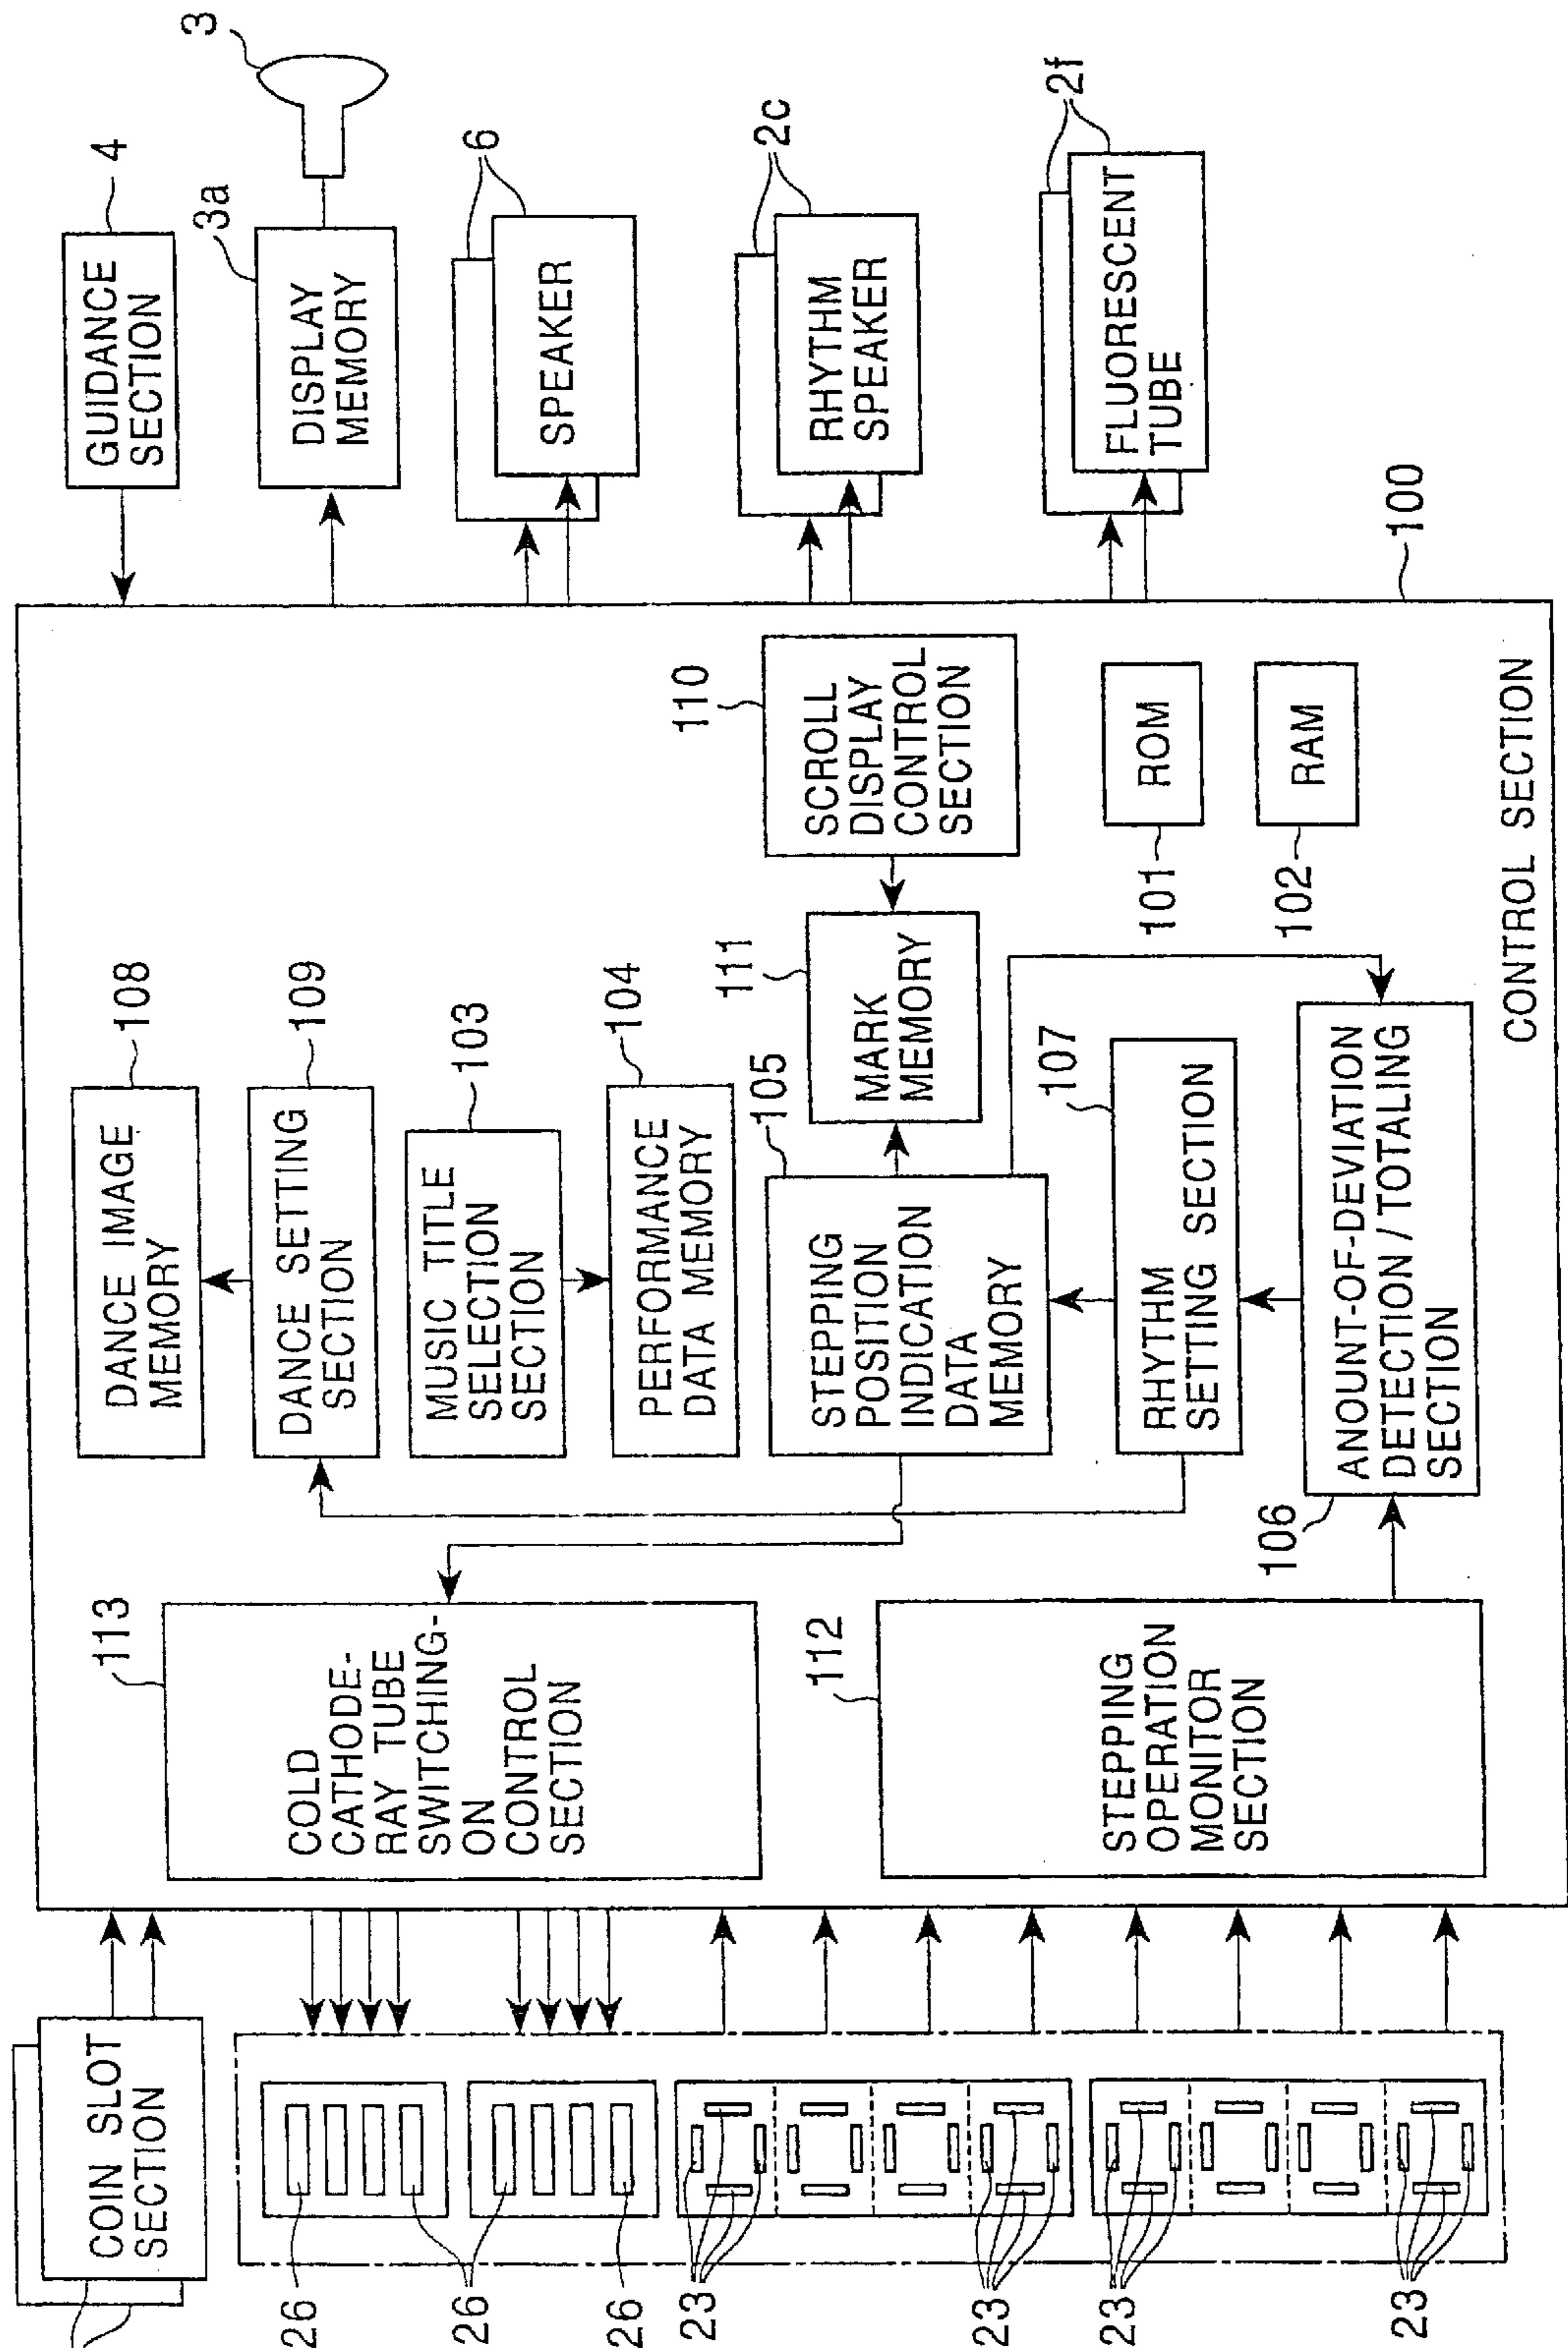 COIN SLOT
SECTION
26
26
26
23
23
23
23
113
COLD
CATHODE-
RAY TUBE
SWITCHING-
ON
CONTROL
SECTION
112
STEPPING
OPERATION
MONITOR
SECTION
DANCE IMAGE
MEMORY
108
DANCE SETTING
SECTION
109
MUSIC TITLE
SELECTION
SECTION
103
PERFORMANCE
DATA MEMORY
104
STEPPING
POSITION
INDICATION
DATA
MEMORY
105
RHYTHM
SETTING SECTION
107
ANOUNT-OF-DEVIATION
DETECTION / TOTALING
SECTION
106
MARK
MEMORY
111
SCROLL
DISPLAY
CONTROL
SECTION
110
ROM
101
RAM
102
CONTROL SECTION
100
GUIDANCE
SECTION
4
DISPLAY
MEMORY
3a
3
SPEAKER
6
RHYTHM
SPEAKER
2c
FLUORESCENT
TUBE
2f